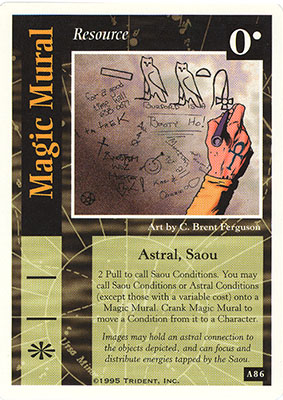 Magic Mural
Resource
0•
Booty Ho!
Art by C. Brent Ferguson
Astral, Saou
2 Pull to call Saou Conditions. You may
call Saou Conditions or Astral Conditions
(except those with a variable cost) onto a
Magic Mural. Crank Magic Mural to
move a Condition from it to a Character.
Images may hold an astral connection to
the objects depicted, and can focus and
distribute energies tapped by the Saou.
Ursa
A86
©1995 TRIDENT, INC.